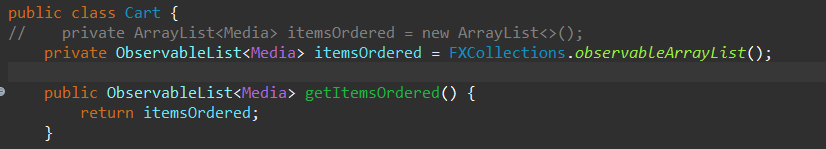 public class Cart {
//    private ArrayList<Media> itemsOrdered = new ArrayList<>();
    private ObservableList<Media> itemsOrdered = FXCollections.observableArrayList();
    public ObservableList<Media> getItemsOrdered() {
        return itemsOrdered;
    }